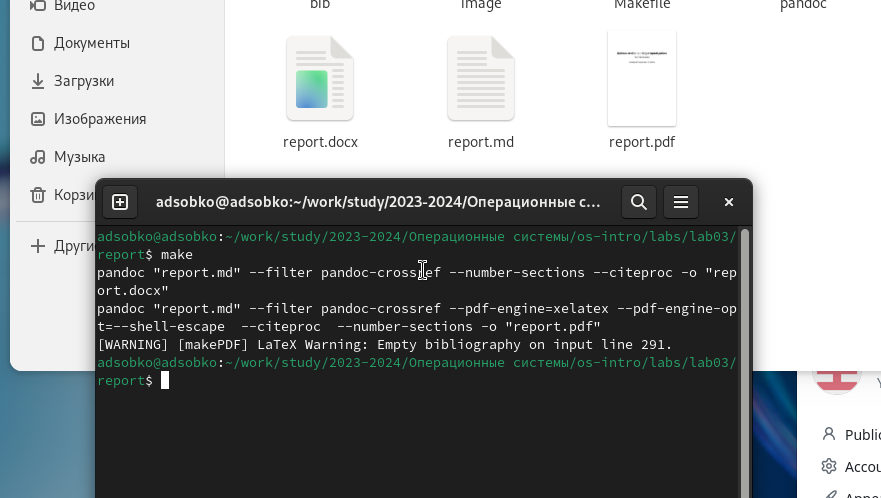 Видео
bib
image
Makefile
pandoc
Документы
Загрузки
Изображения
Музыка
Корзи
Други
report.docx
report.md
report.pdf
adsobko@adsobko:~/work/study/2023-2024/Операционные с...
adsobko@adsobko:~/work/study/2023-2024/Операционные системы/os-intro/labs/lab03/
report$ make
pandoc "report.md" --filter pandoc-crossref --number-sections --citeproc -o "rep
ort.docx"
pandoc "report.md" --filter pandoc-crossref --pdf-engine=xelatex --pdf-engine-op
t=--shell-escape  --citeproc  --number-sections -o "report.pdf"
[WARNING] [makePDF] LaTeX Warning: Empty bibliography on input line 291.
adsobko@adsobko:~/work/study/2023-2024/Операционные системы/os-intro/labs/lab03/
report$
Public
Accou